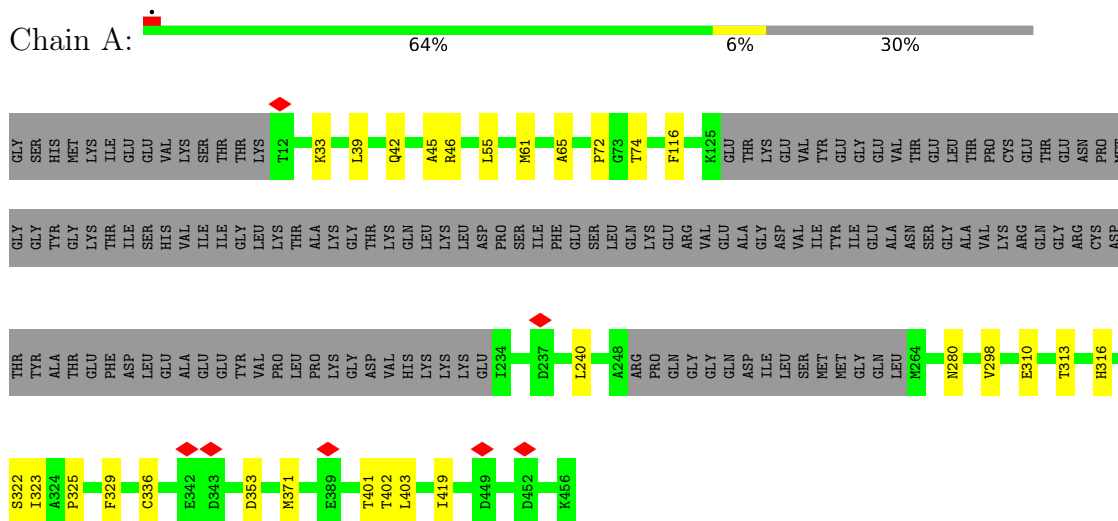 Chain A:
64% 6% 30%
GLY SER HIS MET LYS ILE GLU GLU VAL LYS SER THR THR LYS T12 K33 L39 Q42 A45 R46 L55 M61 A65 P72 G73 T74 F116 K125 GLU THR LYS GLU VAL TYR GLU GLY GLU VAL THR GLU LEU THR PRO CYS GLU THR GLU ASN PRO MET
GLY GLY TYR GLY LYS THR ILE SER HIS VAL ILE ILE GLY LEU LYS THR ALA LYS GLY THR LYS GLN LEU LYS LEU ASP PRO SER ILE PHE GLU SER LEU GLN LYS GLU ARG VAL GLU ALA GLY ASP VAL ILE TYR ILE GLU ALA ASN SER GLY ALA VAL LYS ARG GLN GLY ARG CYS ASP
THR TYR ALA THR GLU PHE ASP LEU GLU ALA GLU GLU TYR VAL PRO LEU PRO LYS GLY ASP VAL HIS LYS LYS LYS GLU I234 D237 L240 A248 ARG PRO GLN GLY GLY GLN ASP ILE LEU SER MET MET GLY GLN LEU M264 N280 V298 E310 T313 H316
S322 I323 A324 P325 F329 C336 E342 D343 D353 M371 E389 T401 T402 L403 I419 D449 D452 K456